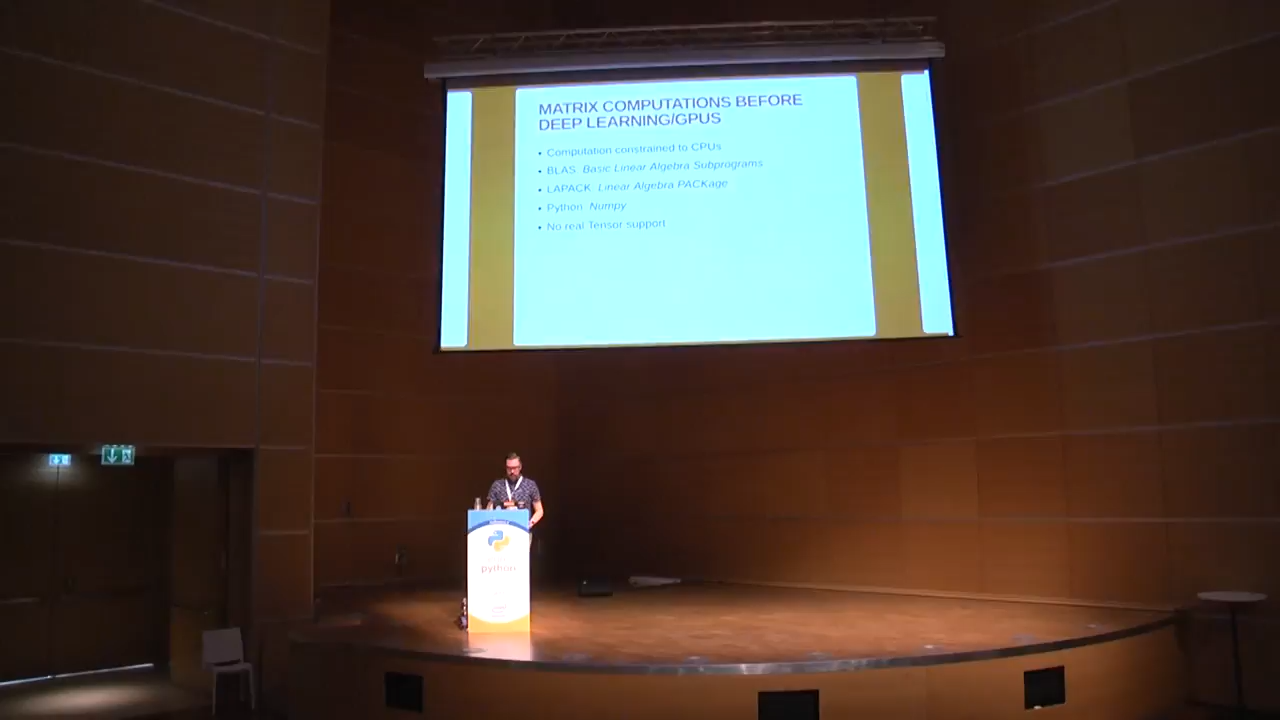 MATRIX COMPUTATIONS BEFORE
DEEP LEARNING/GPUS
• Computation constrained to CPUs
• BLAS Basic Linear Algebra Subprograms
• LAPACK Linear Algebra PACKage
• Python Numpy
• No real Tensor support
python